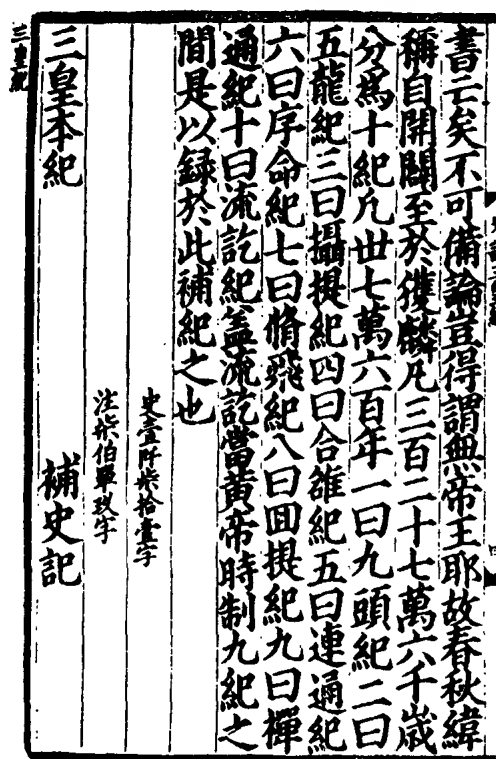 書云矣不可備論豈得謂無帝王耶故春秋緯
稱自開闢至於獲麟凡三百二十七萬六千歲
分爲十紀凡世七萬六百年一曰九頭紀二曰
五龍紀三曰攝提紀四曰合雒紀五曰連通紀
六曰序命紀七曰脩飛紀八曰回提紀九曰禪
通紀十曰流訖紀蓋流訖當黃帝時制九紀之
間是以録於此補紀之也
史壹阡柒拾壹字
注柒伯單玖字
三皇本紀 補史記
三皇紀